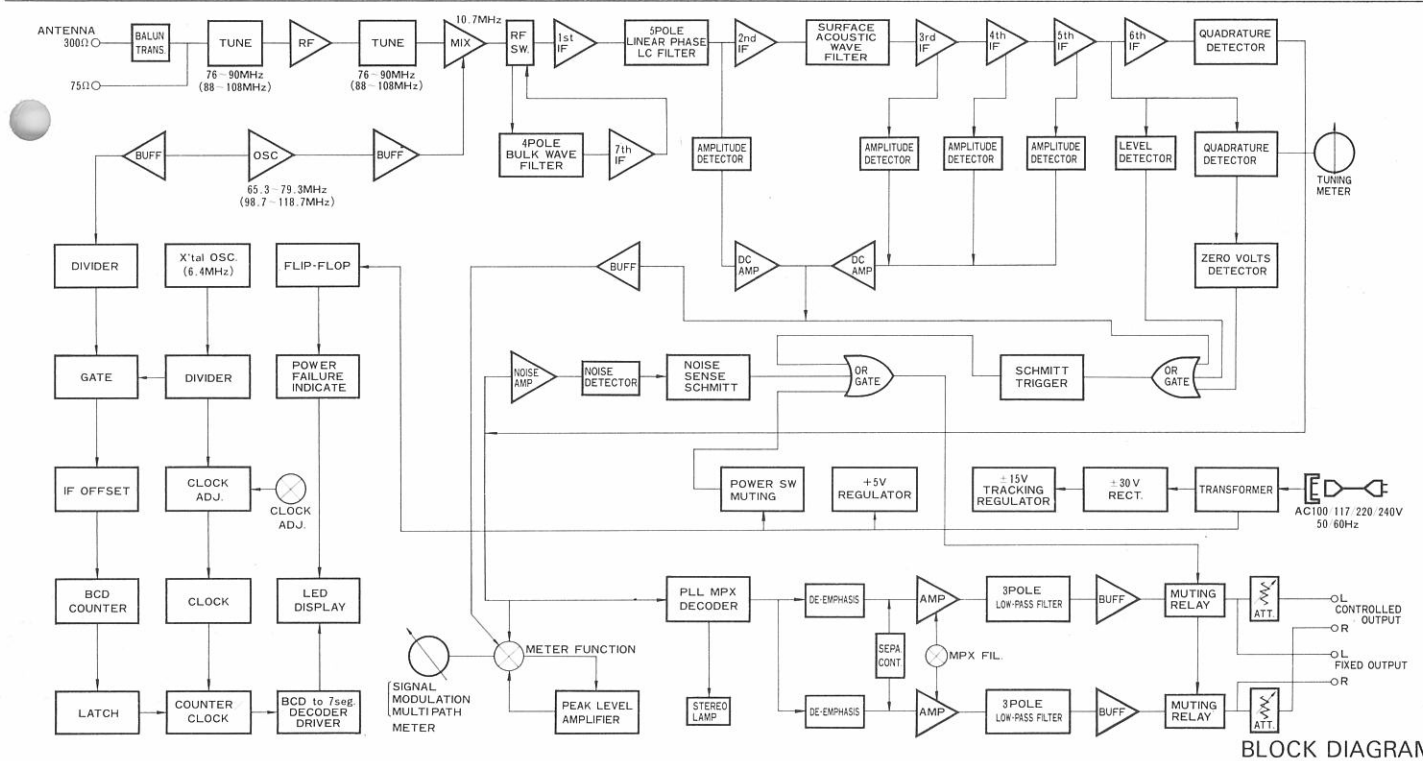 ANTENNA
300Ω
75Ω
BALUN
TRANS.
TUNE
76~90MHz
(88~108MHz)
RF
TUNE
76~90MHz
(88~108MHz)
10.7MHz
MIX
RF
SW.
1st
IF
5POLE
LINEAR PHASE
LC FILTER
2nd
IF
SURFACE
ACOUSTIC
WAVE
FILTER
3rd
IF
4th
IF
5th
IF
6th
IF
QUADRATURE
DETECTOR
BUFF
OSC
65.3~79.3MHz
(98.7~118.7MHz)
BUFF
4POLE
BULK WAVE
FILTER
7th
IF
AMPLITUDE
DETECTOR
AMPLITUDE
DETECTOR
AMPLITUDE
DETECTOR
AMPLITUDE
DETECTOR
LEVEL
DETECTOR
QUADRATURE
DETECTOR
TUNING
METER
DIVIDER
X'tal OSC.
(6.4MHz)
FLIP-FLOP
BUFF
DC
AMP
DC
AMP
ZERO VOLTS
DETECTOR
GATE
DIVIDER
POWER
FAILURE
INDICATE
NOISE
AMP
NOISE
DETECTOR
NOISE
SENSE
SCHMITT
OR
GATE
SCHMITT
TRIGGER
OR
GATE
IF OFFSET
CLOCK
ADJ.
CLOCK
ADJ.
POWER SW
MUTING
+5V
REGULATOR
±15V
TRACKING
REGULATOR
±30V
RECT.
TRANSFORMER
AC100/117/220/240V
50/60Hz
BCD
COUNTER
CLOCK
LED
DISPLAY
PLL MPX
DECODER
DE-EMPHASIS
AMP
3POLE
LOW-PASS FILTER
BUFF
MUTING
RELAY
ATT.
L
CONTROLLED
OUTPUT
R
L
FIXED OUTPUT
R
METER FUNCTION
SEPA.
CONT.
MPX FIL.
SIGNAL
MODULATION
MULTIPATH
METER
LATCH
COUNTER
CLOCK
BCD to 7seg.
DECODER
DRIVER
PEAK LEVEL
AMPLIFIER
STEREO
LAMP
DE-EMPHASIS
AMP
3POLE
LOW-PASS FILTER
BUFF
MUTING
RELAY
ATT.
BLOCK DIAGRAM